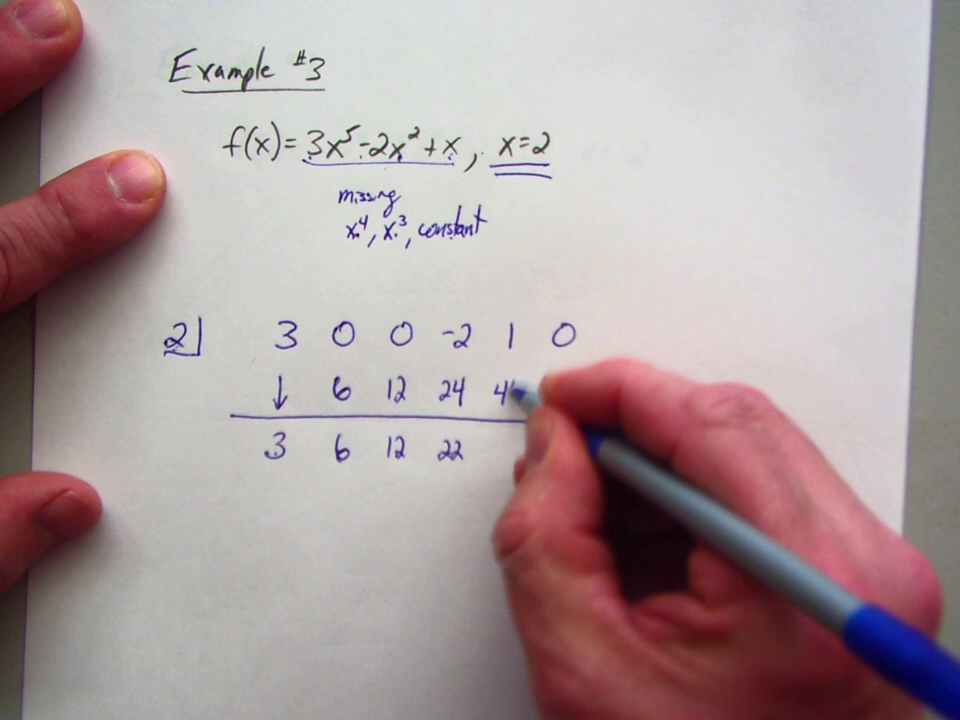 Example #3
f(x)= 3x⁵-2x²+x, x=2
missing
x⁴, x³, constant
2 3 0 0 -2 1 0
↓ 6 12 24 4
3 6 12 22